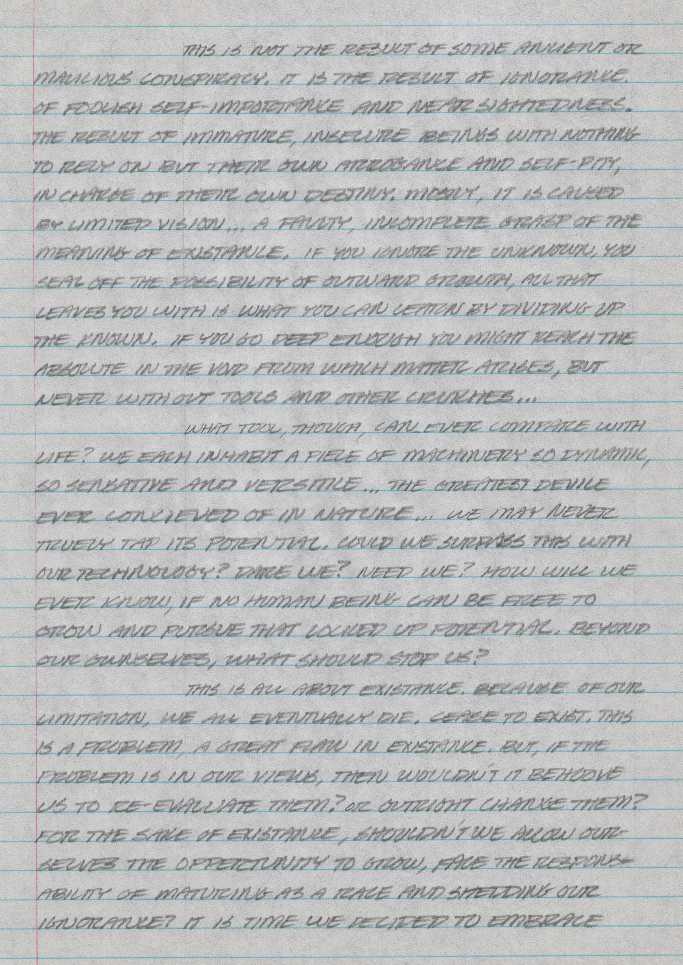 THIS IS NOT THE RESULT OF SOME ANCIENT OR
MALICIOUS CONSPIRACY. IT IS THE RESULT OF IGNORANCE.
OF FOOLISH SELF-IMPORTANCE AND NEAR SIGHTEDNESS.
THE RESULT OF IMMATURE, INSECURE BEINGS WITH NOTHING
TO RELY ON BUT THEIR OWN ARROGANCE AND SELF-PITY,
IN CHARGE OF THEIR OWN DESTINY. MOSTLY, IT IS CAUSED
BY LIMITED VISION... A FAULTY, INCOMPLETE GRASP OF THE
MEANING OF EXISTANCE. IF YOU IGNORE THE UNKNOWN, YOU
SEAL OFF THE POSSIBILITY OF OUTWARD GROWTH, ALL THAT
LEAVES YOU WITH IS WHAT YOU CAN LEARN BY DIVIDING UP
THE KNOWN. IF YOU GO DEEP ENOUGH YOU MIGHT REACH THE
ABSOLUTE IN THE VOID FROM WHICH MATTER ARISES, BUT
NEVER WITHOUT TOOLS AND OTHER CRUTCHES...
WHAT TOOL, THOUGH, CAN EVER COMPARE WITH
LIFE? WE EACH INHABIT A PIECE OF MACHINERY SO DYNAMIC,
SO SENSATIVE AND VERSITILE... THE GREATEST DEVICE
EVER CONCIEVED OF IN NATURE... WE MAY NEVER
TRUELY TAP ITS POTENTIAL. COULD WE SURPASS THIS WITH
OUR TECHNOLOGY? DARE WE? NEED WE? HOW WILL WE
EVER KNOW, IF NO HUMAN BEING CAN BE FREE TO
GROW AND PURSUE THAT LOCKED UP POTENTIAL. BEYOND
OUR OWNSELVES, WHAT SHOULD STOP US?
THIS IS ALL ABOUT EXISTANCE. BECAUSE OF OUR
LIMITATION, WE ALL EVENTUALLY DIE. CEASE TO EXIST. THIS
IS A PROBLEM, A GREAT FLAW IN EXISTANCE. BUT, IF THE
PROBLEM IS IN OUR VIEWS, THEN WOULDN'T IT BEHOOVE
US TO RE-EVALUATE THEM? OR OUTRIGHT CHANGE THEM?
FOR THE SAKE OF EXISTANCE, SHOULDN'T WE ALLOW OUR-
SELVES THE OPPERTUNITY TO GROW, FACE THE RESPONS-
ABILITY OF MATURING AS A RACE AND SHEDDING OUR
IGNORANCE? IT IS TIME WE DECIDED TO EMBRACE